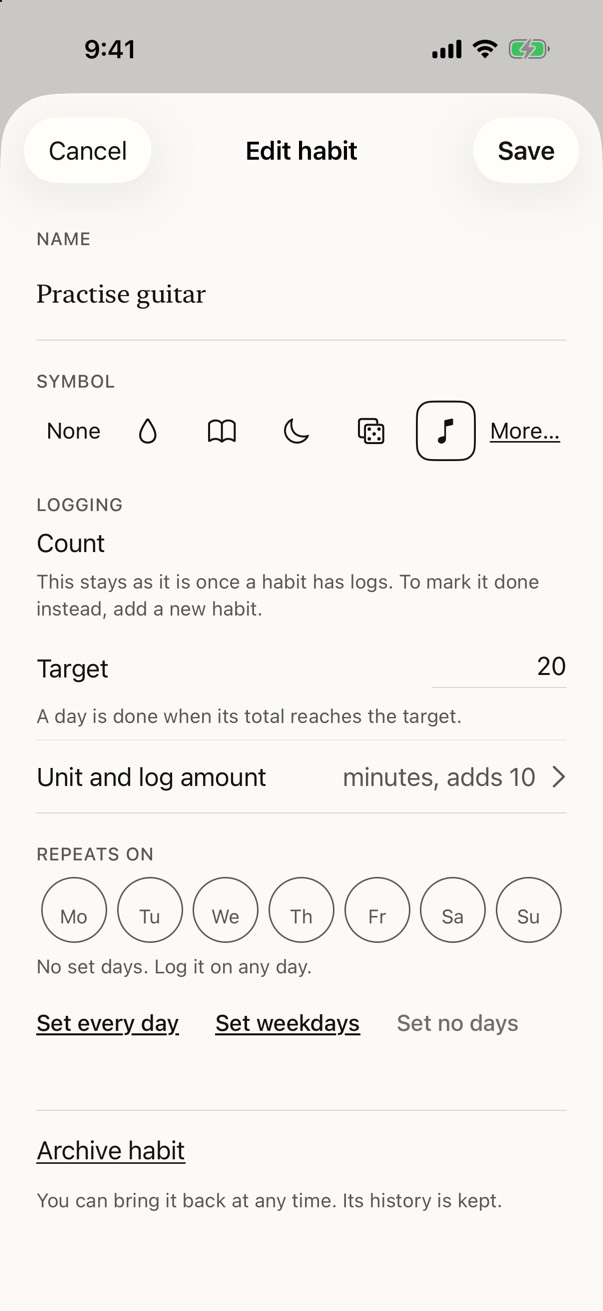 9:41
Cancel
Edit habit
Save
NAME
Practise guitar
SYMBOL
None
More...
LOGGING
Count
This stays as it is once a habit has logs. To mark it done
instead, add a new habit.
Target
20
A day is done when its total reaches the target.
Unit and log amount
minutes, adds 10
REPEATS ON
Mo Tu We Th Fr Sa Su
No set days. Log it on any day.
Set every day
Set weekdays
Set no days
Archive habit
You can bring it back at any time. Its history is kept.